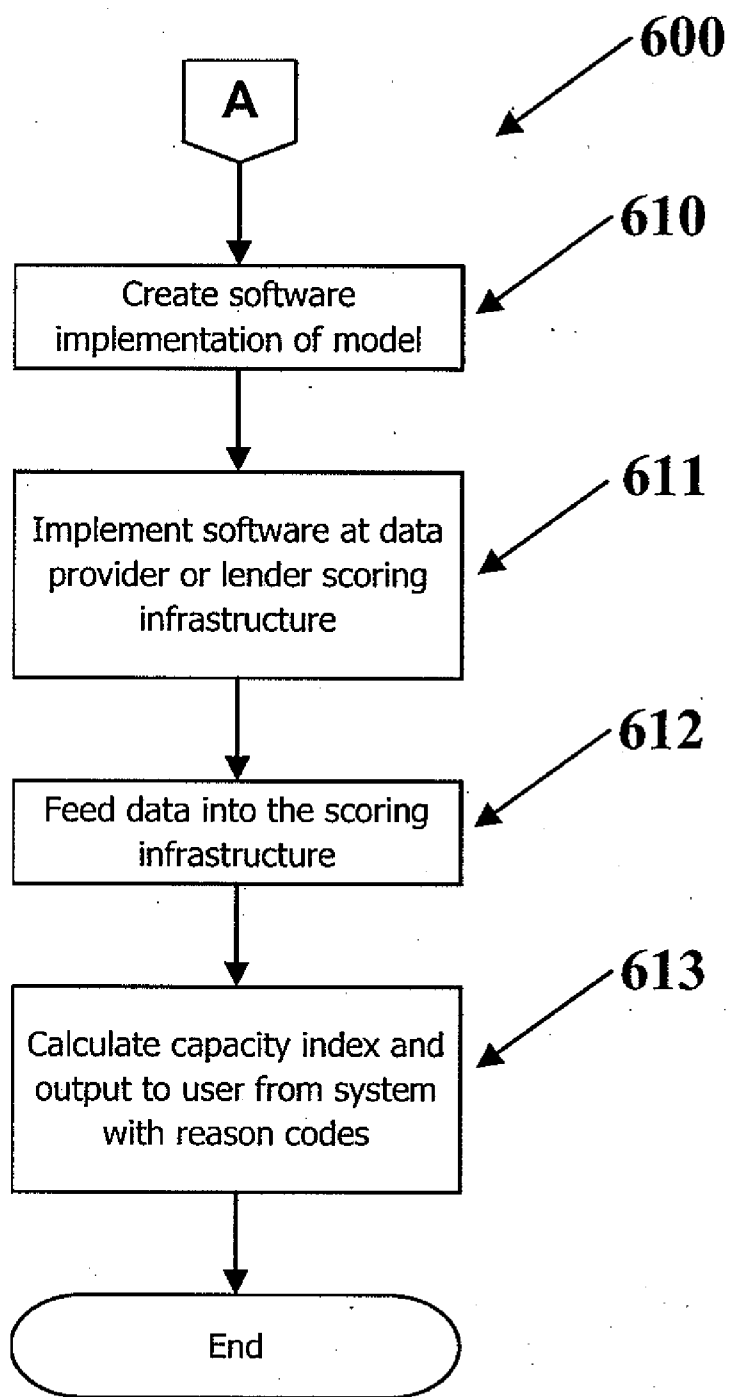 600
A
610
Create software
implementation of model
611
Implement software at data
provider or lender scoring
infrastructure
612
Feed data into the scoring
infrastructure
613
Calculate capacity index and
output to user from system
with reason codes
End